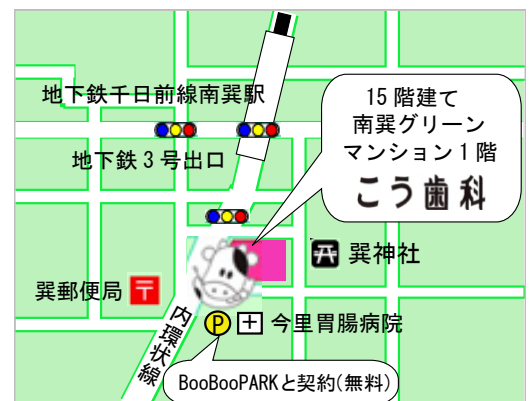 地下鉄千日前線南巽駅
15階建て
南巽グリーン
マンション1階
こう歯科
地下鉄3号出口
巽神社
巽郵便局
〒
内環状線
P
今里胃腸病院
BooBooPARKと契約(無料)